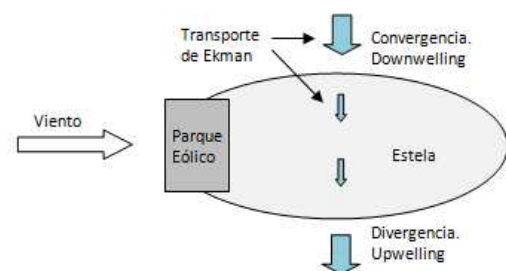 Transporte
de Ekman
Convergencia.
Downwelling
Viento
Parque
Eólico
Estela
Divergencia.
Upwelling